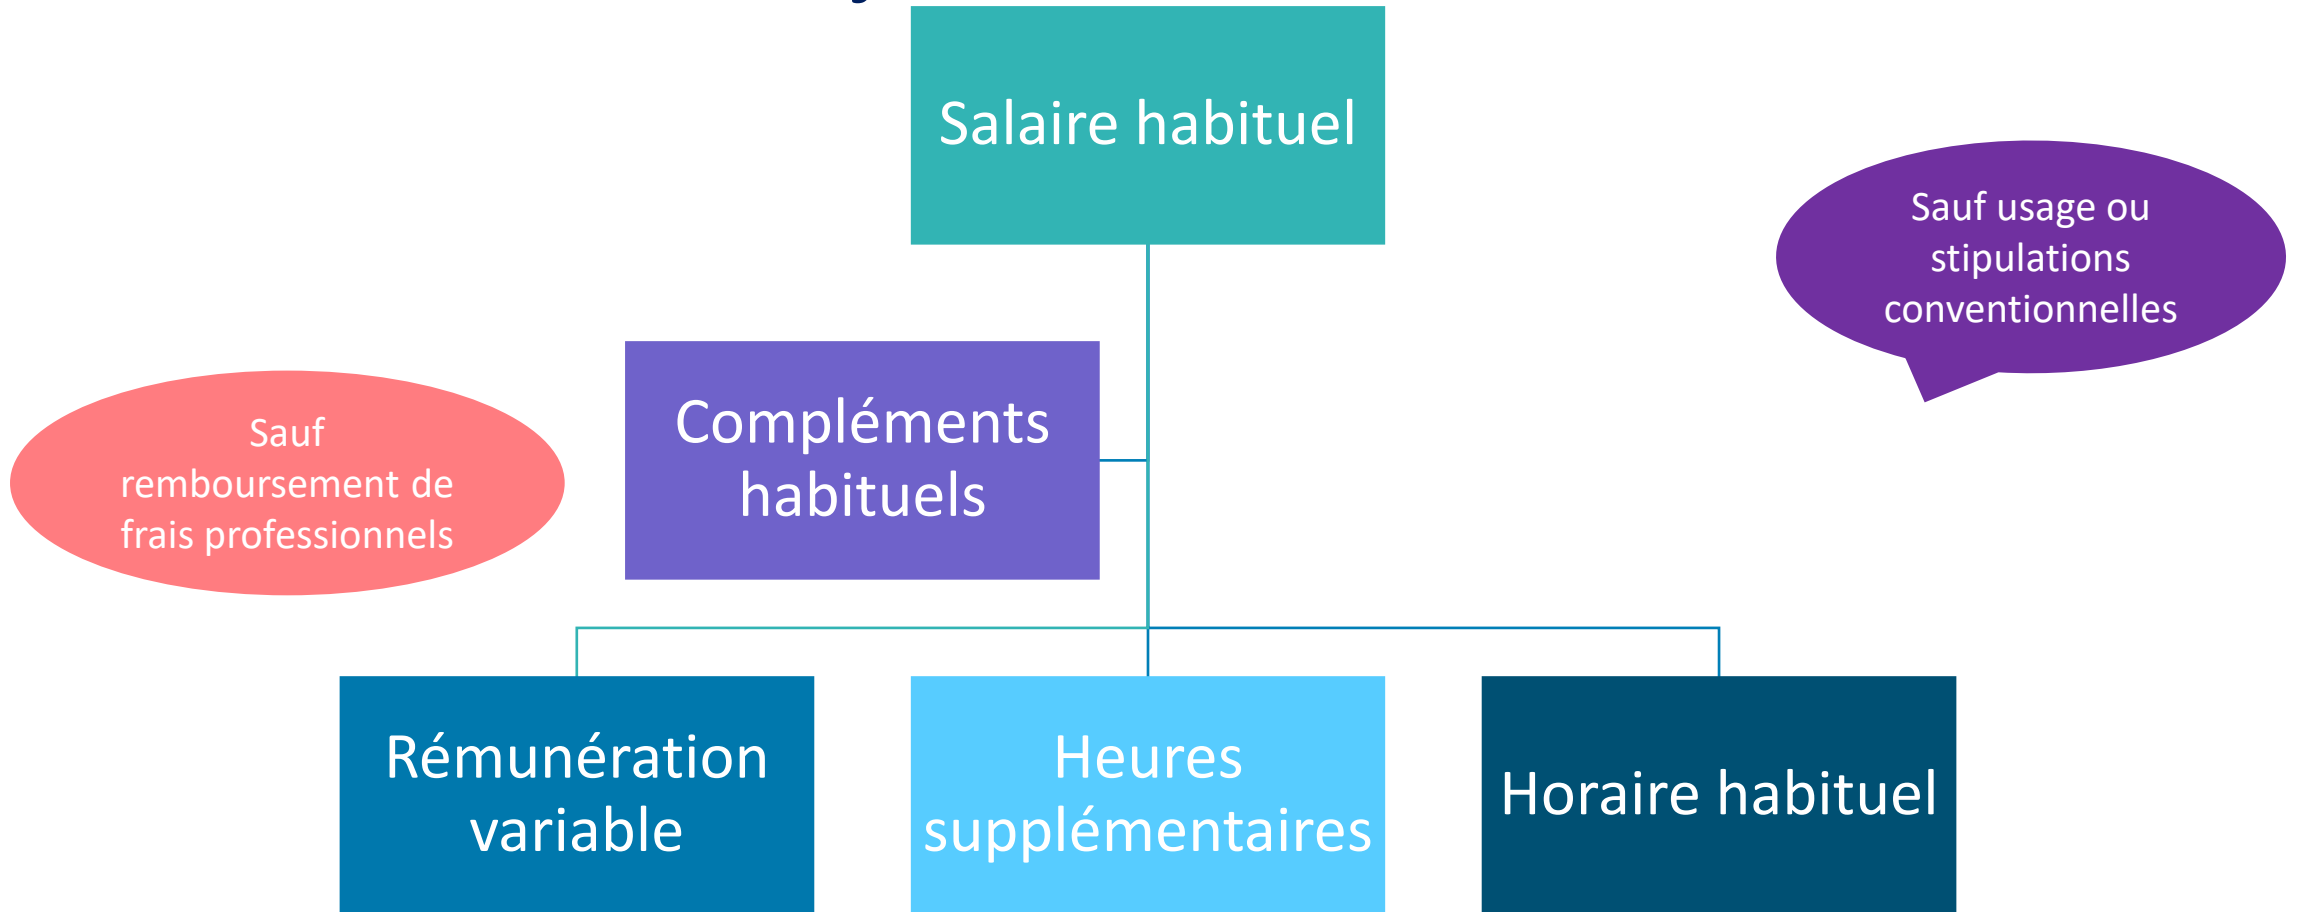 Salaire habituel
Sauf usage ou
stipulations
conventionnelles
Compléments
habituels
Sauf
remboursement de
frais professionnels
Rémunération
variable
Heures
supplémentaires
Horaire habituel